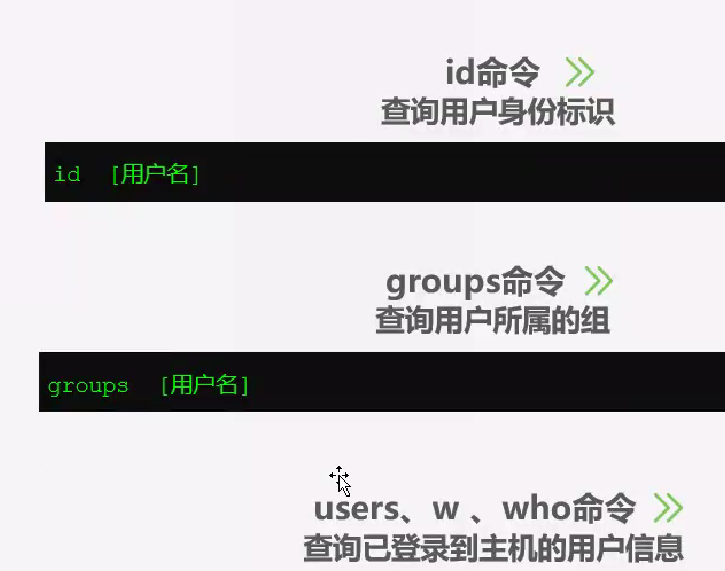 id命令
查询用户身份标识
id [用户名]
groups命令
查询用户所属的组
groups [用户名]
users、w 、who命令
查询已登录到主机的用户信息